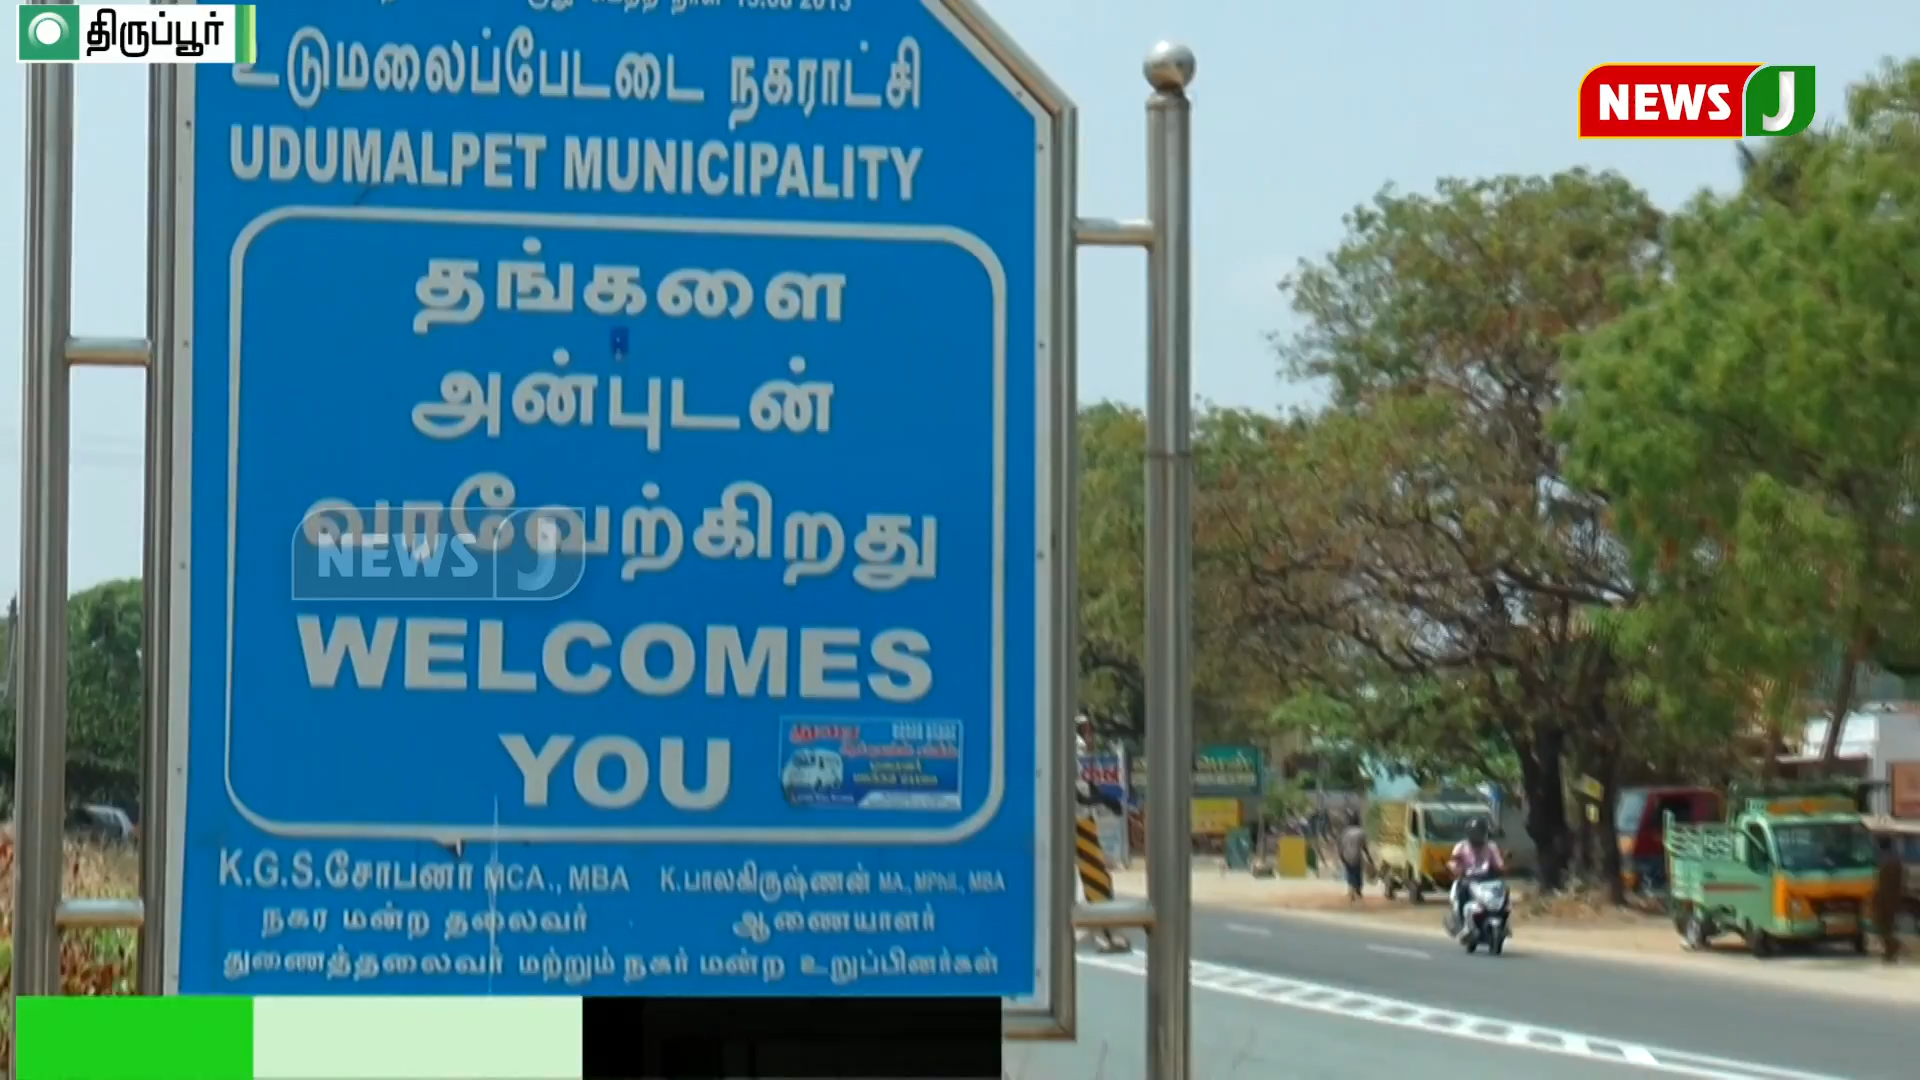 திருப்பூர்
NEWS J
உடுமலைப்பேட்டை நகராட்சி
UDUMALPET MUNICIPALITY
தங்களை
அன்புடன்
வரவேற்கிறது
NEWS J
WELCOMES
YOU
K.G.S.சோபனா MCA., MBA
K.பாலகிருஷ்ணன் MA., MPhil., MBA
நகர மன்ற தலைவர்
ஆணையாளர்
துணைத்தலைவர் மற்றும் நகர் மன்ற உறுப்பினர்கள்